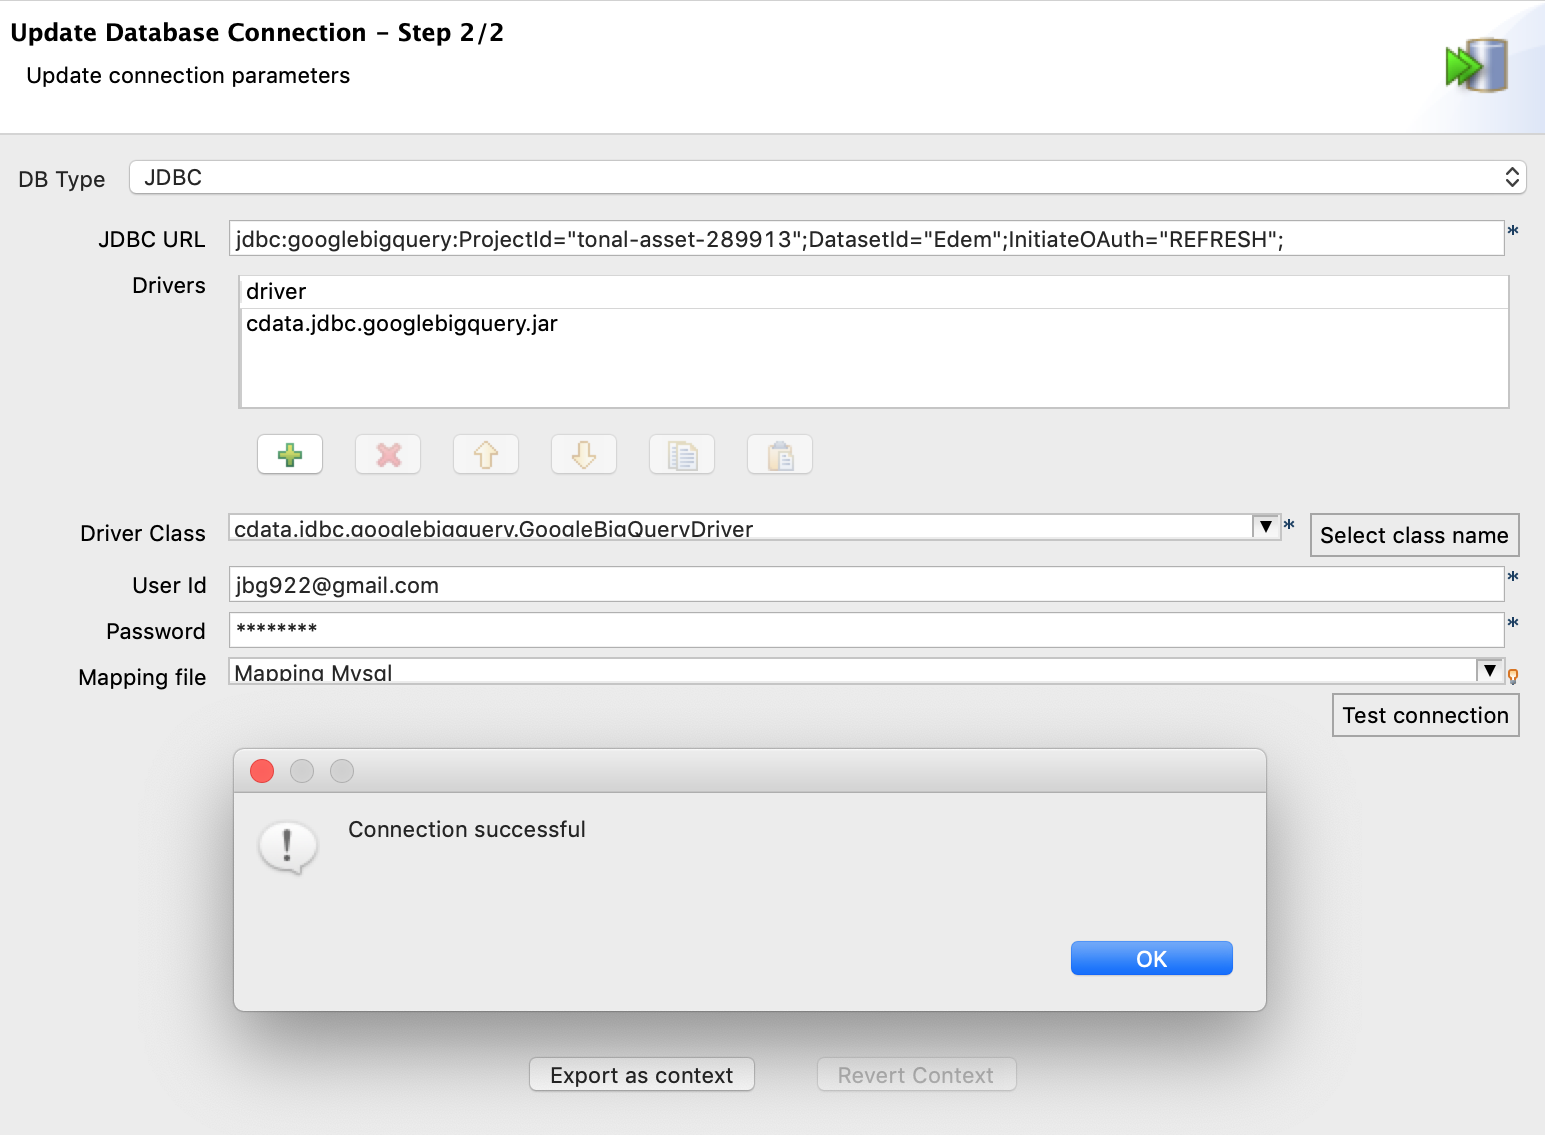 Update Database Connection - Step 2/2
Update connection parameters
DB Type JDBC
JDBC URL jdbc:googlebigquery:ProjectId="tonal-asset-289913";DatasetId="Edem";InitiateOAuth="REFRESH"; *
Drivers
driver
cdata.jdbc.googlebigquery.jar
Driver Class cdata.jdbc.googlebigquery.GoogleBigQueryDriver * Select class name
User Id jbg922@gmail.com *
Password ******** *
Mapping file Mapping Mysql
Test connection
Connection successful
OK
Export as context Revert Context